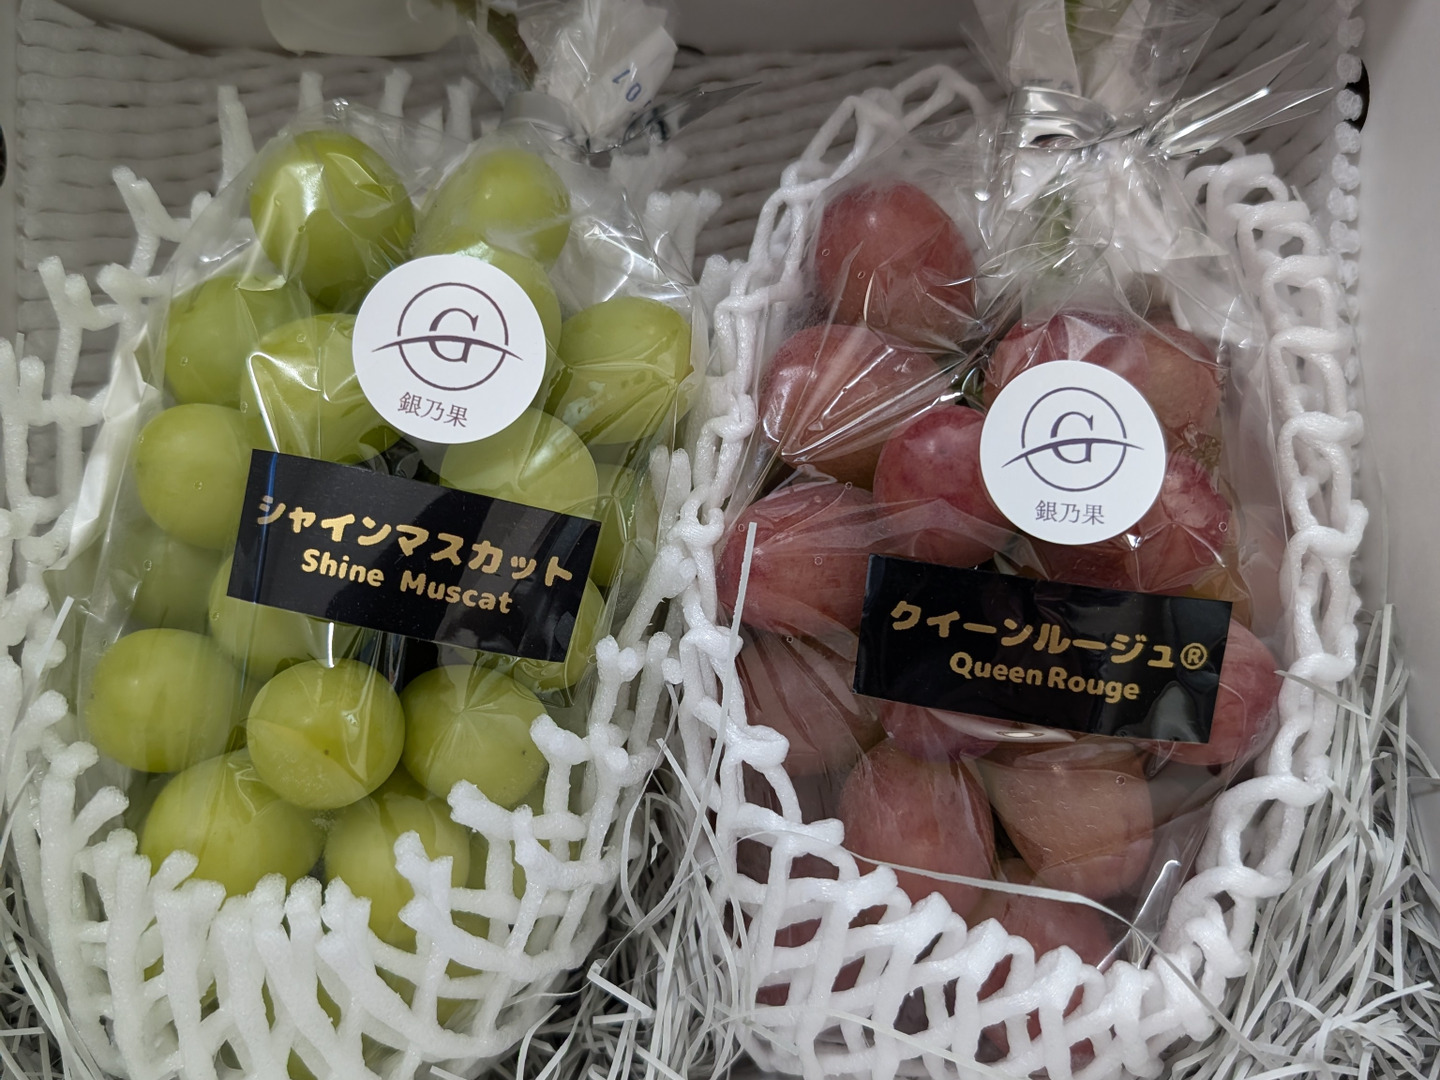 G
銀乃果
シャインマスカット
Shine Muscat
G
銀乃果
クイーンルージュ®
Queen Rouge